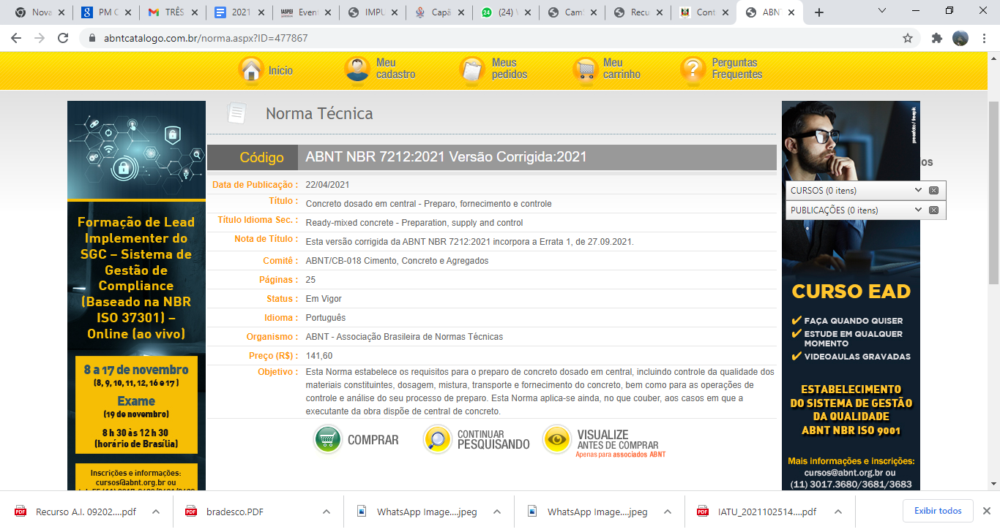 Nova
PM C
TRÊS
2021
IASPEF
Event
IMPU
Capã
24
(24)
Cam
Recu
Cont
ABN
abntcatalogo.com.br/norma.aspx?ID=477867
Início
Meu
cadastro
Meus
pedidos
Meu
carrinho
Perguntas
Frequentes
Norma Técnica
Código ABNT NBR 7212:2021 Versão Corrigida:2021
Data de Publicação : 22/04/2021
Título : Concreto dosado em central - Preparo, fornecimento e controle
Título Idioma Sec. : Ready-mixed concrete - Preparation, supply and control
Nota de Título : Esta versão corrigida da ABNT NBR 7212:2021 incorpora a Errata 1, de 27.09.2021.
Comitê : ABNT/CB-018 Cimento, Concreto e Agregados
Páginas : 25
Status : Em Vigor
Idioma : Português
Organismo : ABNT - Associação Brasileira de Normas Técnicas
Preço (R$) : 141,60
Objetivo : Esta Norma estabelece os requisitos para o preparo de concreto dosado em central, incluindo controle da qualidade dos
materiais constituintes, dosagem, mistura, transporte e fornecimento do concreto, bem como para as operações de
controle e análise do seu processo de preparo. Esta Norma aplica-se ainda, no que couber, aos casos em que a
executante da obra dispõe de central de concreto.
COMPRAR
CONTINUAR
PESQUISANDO
VISUALIZE
ANTES DE COMPRAR
Apenas para associados ABNT
Formação de Lead
Implementer do
SGC – Sistema de
Gestão de
Compliance
(Baseado na NBR
ISO 37301) –
Online (ao vivo)
8 a 17 de novembro
(8, 9, 10, 11, 12, 16 e 17 )
Exame
(19 de novembro)
8 h 30 às 12 h 30
(horário de Brasília)
Inscrições e informações:
cursos@abnt.org.br ou
pressfoto / freepik
os
CURSOS (0 itens)
PUBLICAÇÕES (0 itens)
CURSO EAD
FAÇA QUANDO QUISER
ESTUDE EM QUALQUER
MOMENTO
VIDEOAULAS GRAVADAS
ESTABELECIMENTO
DO SISTEMA DE GESTÃO
DA QUALIDADE
ABNT NBR ISO 9001
Mais informações e inscrições:
cursos@abnt.org.br ou
(11) 3017.3680/3681/3683
Recurso A.I. 09202....pdf
bradesco.PDF
WhatsApp Image....jpeg
WhatsApp Image....jpeg
IATU_2021102514....pdf
Exibir todos